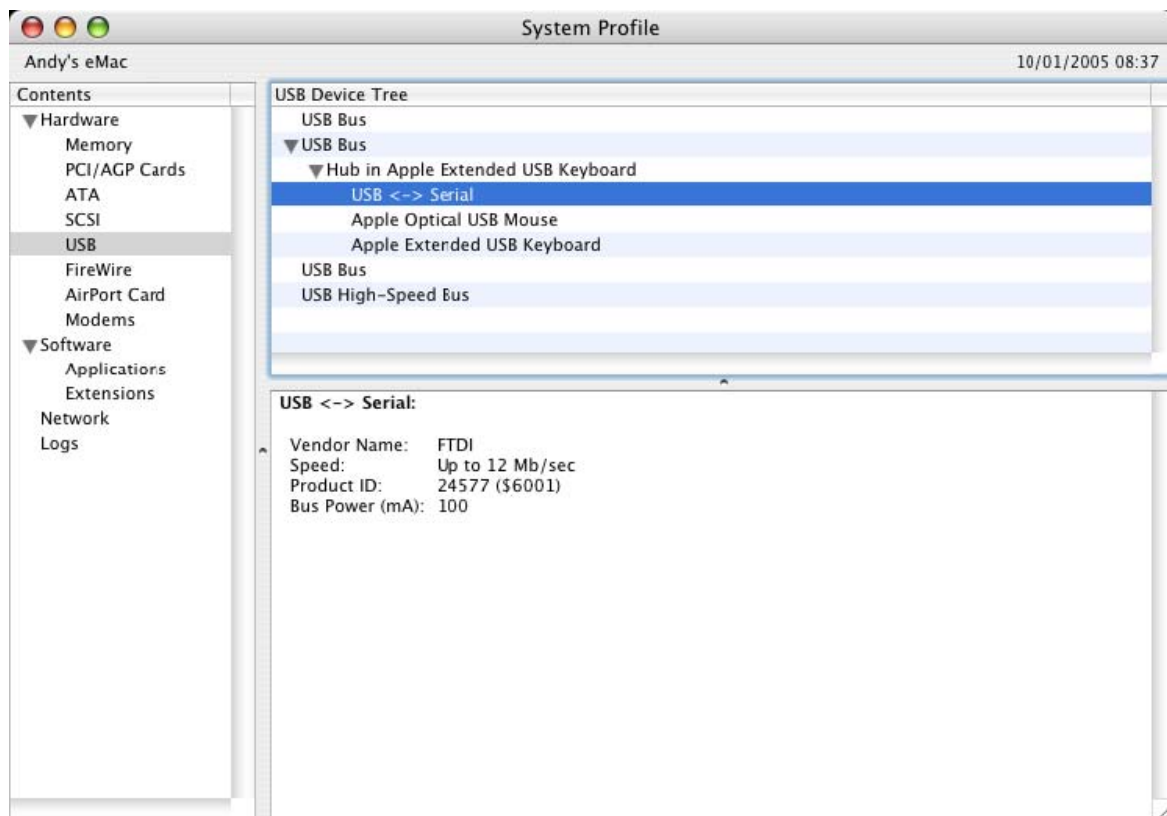 System Profile
Andy's eMac
10/01/2005 08:37
Contents
Hardware
Memory
PCI/AGP Cards
ATA
SCSI
USB
FireWire
AirPort Card
Modems
Software
Applications
Extensions
Network
Logs
USB Device Tree
USB Bus
USB Bus
Hub in Apple Extended USB Keyboard
USB <-> Serial
Apple Optical USB Mouse
Apple Extended USB Keyboard
USB Bus
USB High-Speed Bus
USB <-> Serial:
Vendor Name: FTDI
Speed: Up to 12 Mb/sec
Product ID: 24577 ($6001)
Bus Power (mA): 100